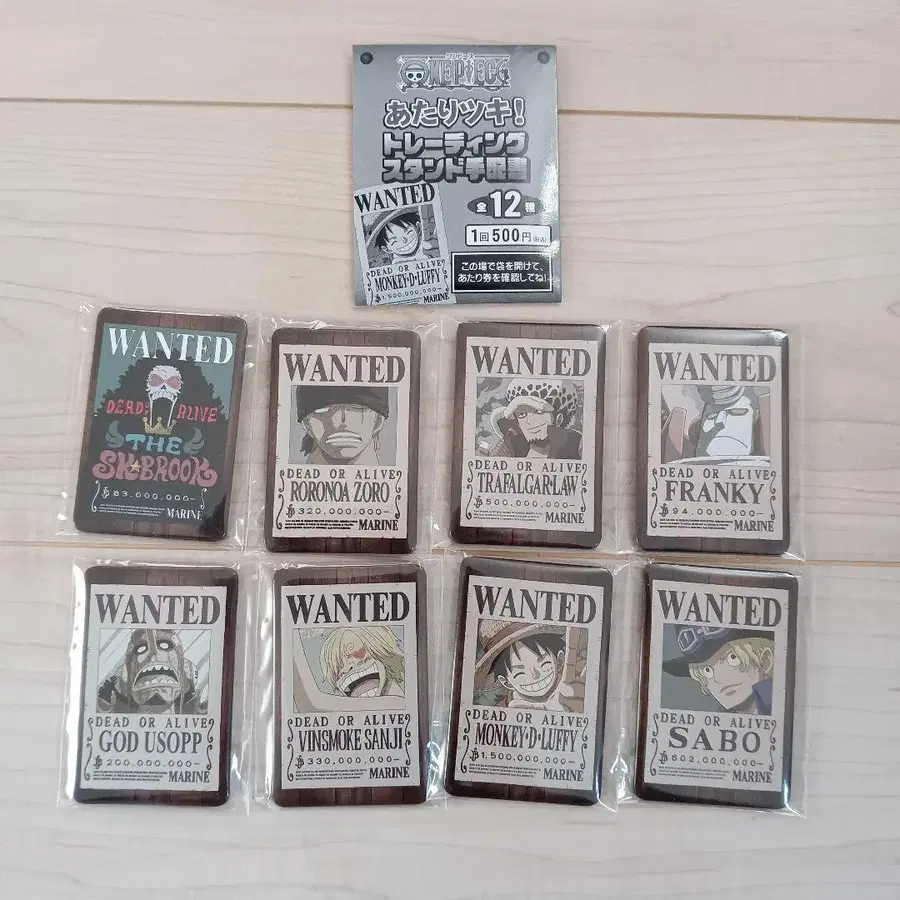 ワンピース
ONE PIECE
あたりツキ!
トレーディング
スタンド手配書
WANTED
DEAD OR ALIVE
MONKEY・D・LUFFY
1,500,000,000-
MARINE
全12種
1回500円(税込)
この場で袋を開けて、
あたり券を確認してね!
WANTED
DEAD OR ALIVE
THE
SK★BROOK
83,000,000-
MARINE
WANTED
DEAD OR ALIVE
RORONOA ZORO
320,000,000-
MARINE
WANTED
DEAD OR ALIVE
TRAFALGAR・LAW
500,000,000-
MARINE
WANTED
DEAD OR ALIVE
FRANKY
94,000,000-
MARINE
WANTED
DEAD OR ALIVE
GOD USOPP
200,000,000-
MARINE
WANTED
DEAD OR ALIVE
VINSMOKE SANJI
330,000,000-
MARINE
WANTED
DEAD OR ALIVE
MONKEY・D・LUFFY
1,500,000,000-
MARINE
WANTED
DEAD OR ALIVE
SABO
602,000,000-
MARINE